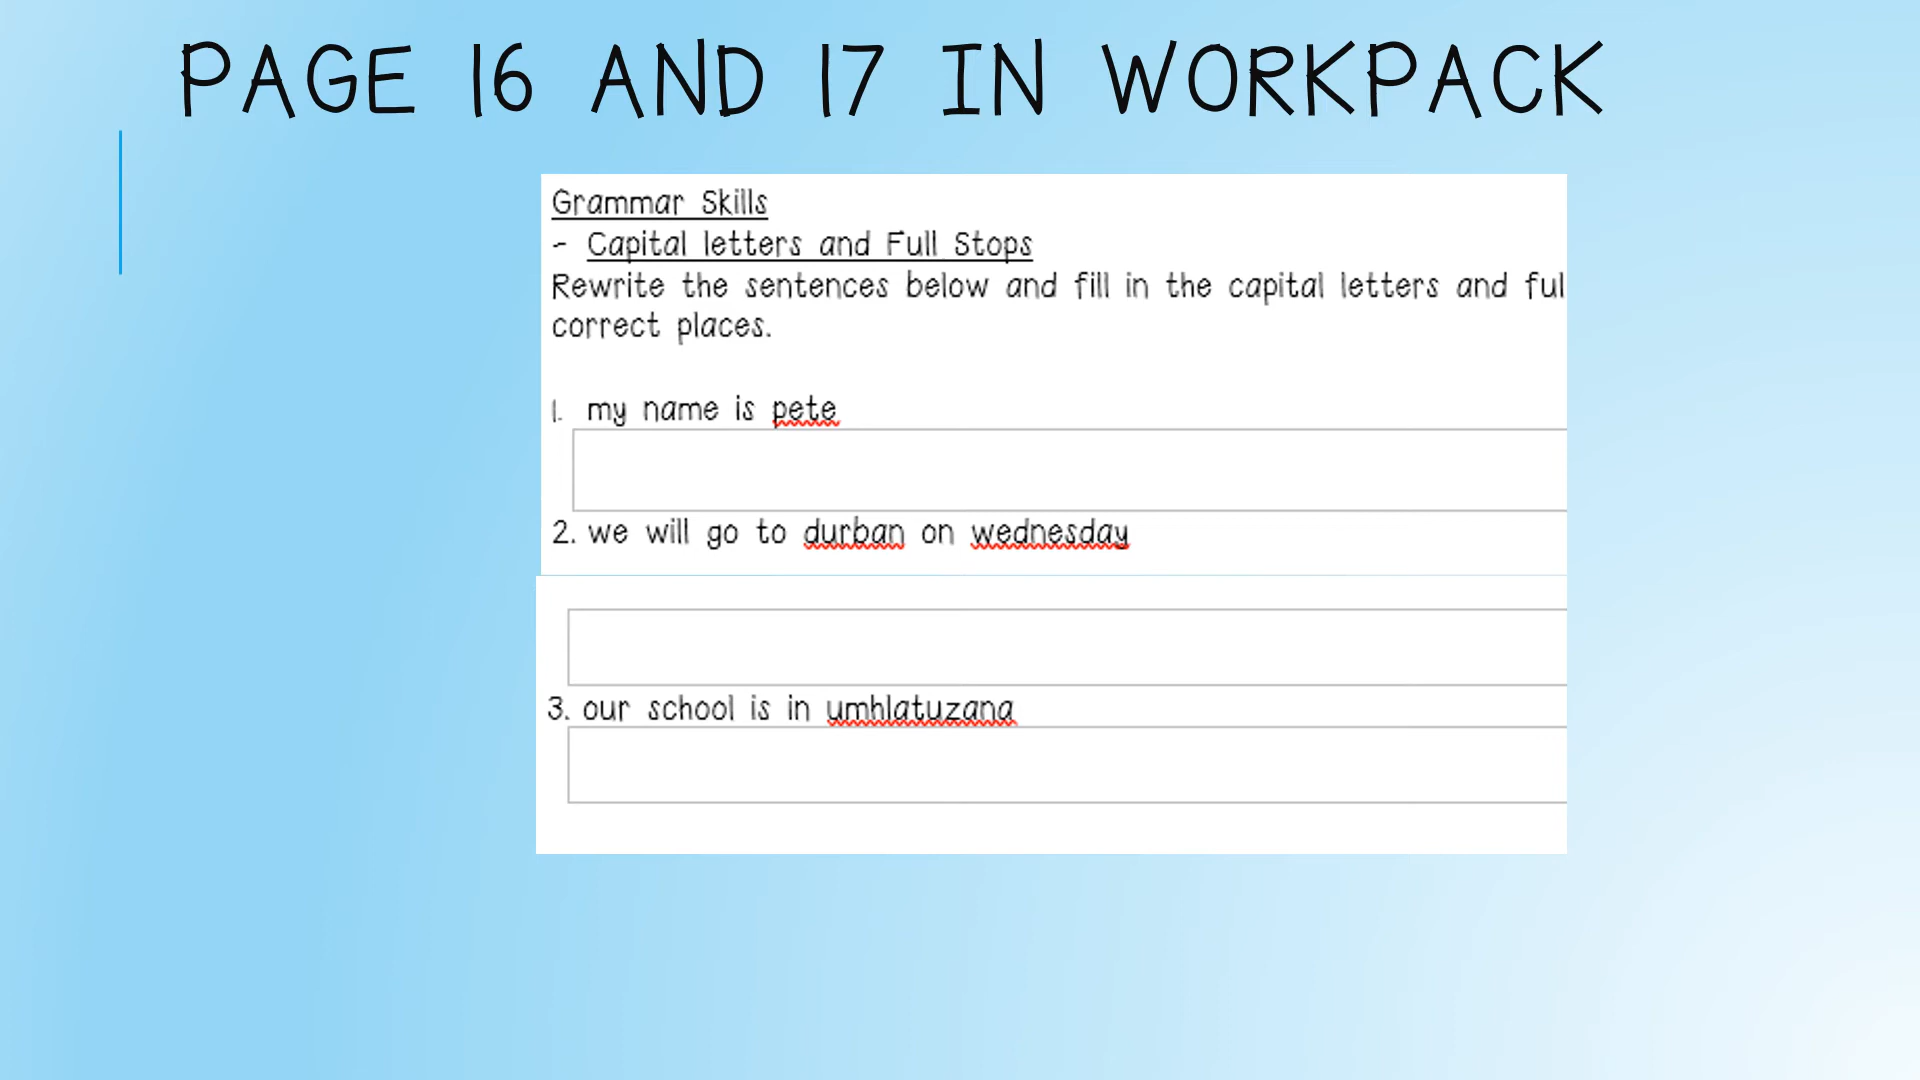 PAGE 16 AND 17 IN WORKPACK
Grammar Skills
- Capital letters and Full Stops
Rewrite the sentences below and fill in the capital letters and ful
correct places.
1. my name is pete
2. we will go to durban on wednesday
3. our school is in umhlatuzana